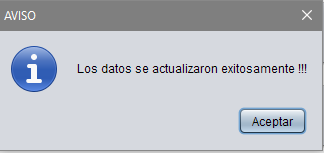 AVISO
Los datos se actualizaron exitosamente !!!
Aceptar